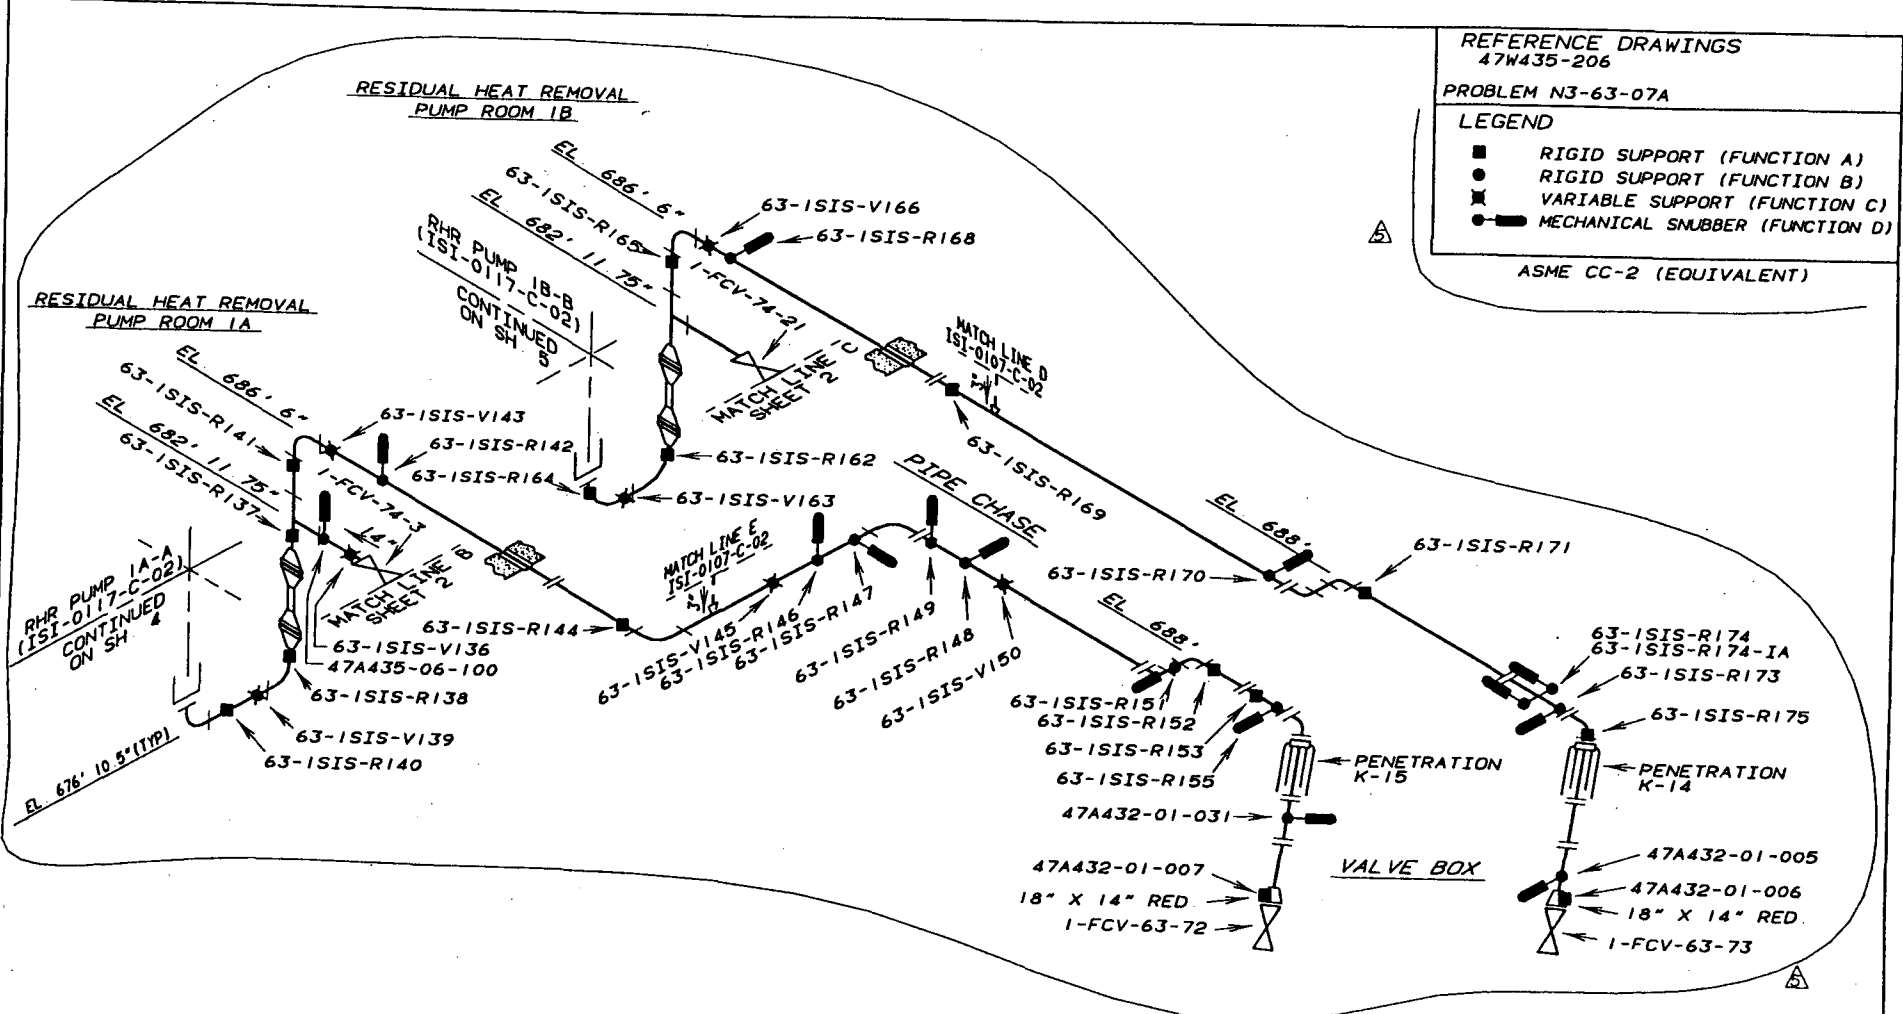 REFERENCE DRAWINGS
47W435-206
PROBLEM N3-63-07A
LEGEND
RIGID SUPPORT (FUNCTION A)
RIGID SUPPORT (FUNCTION B)
VARIABLE SUPPORT (FUNCTION C)
MECHANICAL SNUBBER (FUNCTION D)
ASME CC-2 (EQUIVALENT)
5
RESIDUAL HEAT REMOVAL
PUMP ROOM 1B
EL. 686' 6"
63-1SIS-R165
EL. 682' 11.75"
RHR PUMP 1B-B
(ISI-0117-C-02)
CONTINUED
ON SH 5
63-1SIS-V166
63-1SIS-R168
1-FCV-74-21
MATCH LINE 'C'
SHEET 2
MATCH LINE D
ISI-0107-C-02
RESIDUAL HEAT REMOVAL
PUMP ROOM 1A
EL. 686' 6"
63-1SIS-R141
EL. 682' 11.75"
63-1SIS-R137
63-1SIS-V143
63-1SIS-R142
63-1SIS-R164
63-1SIS-R162
63-1SIS-V163
1-FCV-74-3
14"
MATCH LINE 'B'
SHEET 2
RHR PUMP 1A-A
(ISI-0117-C-02)
CONTINUED
ON SH 4
63-1SIS-V136
47A435-06-100
63-1SIS-R138
63-1SIS-V139
63-1SIS-R140
EL. 676' 10.5" (TYP)
63-1SIS-R144
MATCH LINE E
ISI-0107-C-02
63-1SIS-V145
63-1SIS-R146
63-1SIS-R147
63-1SIS-R149
63-1SIS-R148
63-1SIS-V150
PIPE CHASE
63-1SIS-R169
EL. 688'
63-1SIS-R170
63-1SIS-R171
EL. 688'
63-1SIS-R151
63-1SIS-R152
63-1SIS-R153
63-1SIS-R155
63-1SIS-R174
63-1SIS-R174-IA
63-1SIS-R173
63-1SIS-R175
PENETRATION
K-15
PENETRATION
K-14
47A432-01-031
47A432-01-007
18" X 14" RED.
1-FCV-63-72
VALVE BOX
47A432-01-005
47A432-01-006
18" X 14" RED.
1-FCV-63-73
5